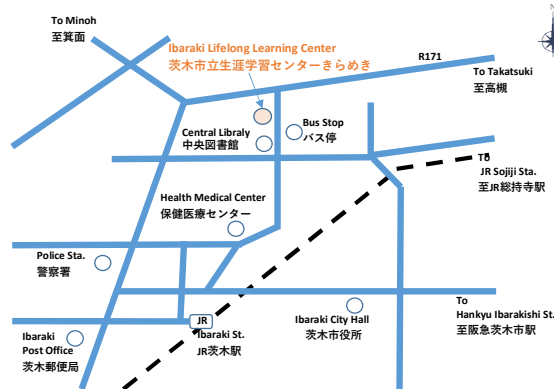 To Minoh
至箕面
N
Ibaraki Lifelong Learning Center
茨木市立生涯学習センターきらめき
R171
To Takatsuki
至高槻
Bus Stop
バス停
Central Libraly
中央図書館
To
JR Sojiji Sta.
至JR総持寺駅
Health Medical Center
保健医療センター
Police Sta.
警察署
To
Hankyu Ibarakishi St.
至阪急茨木市駅
Ibaraki City Hall
茨木市役所
JR
Ibaraki St.
JR茨木駅
Ibaraki
Post Office
茨木郵便局